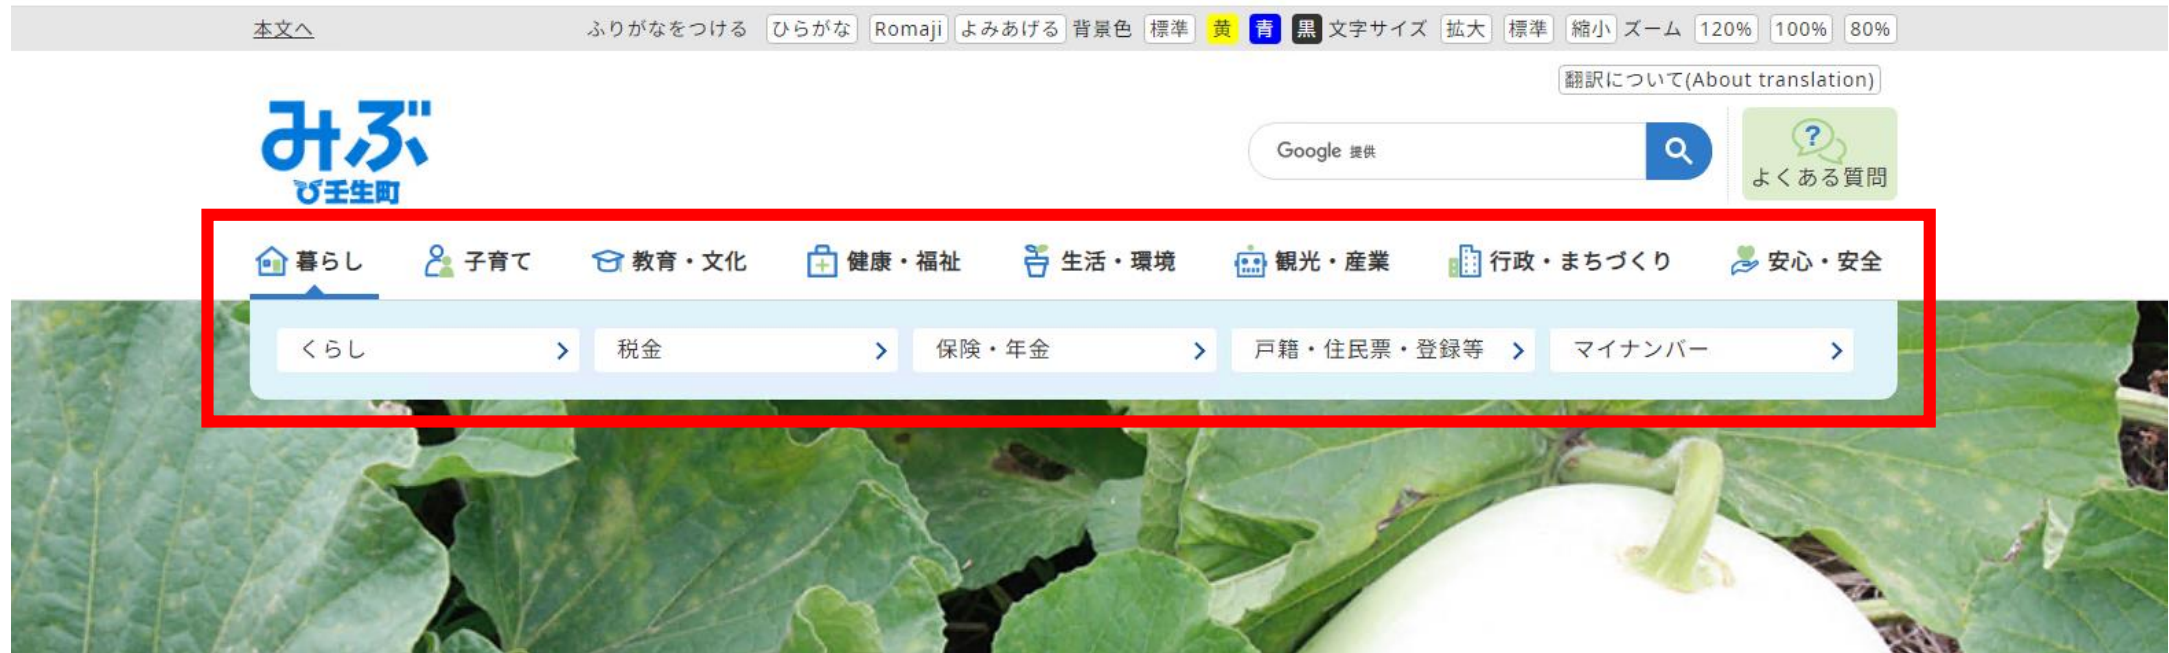 本文へ ふりがなをつける ひらがな Romaji よみあげる 背景色 標準 黄 青 黒 文字サイズ 拡大 標準 縮小 ズーム 120% 100% 80%
翻訳について(About translation)
みぶ
壬生町
Google 提供
?
よくある質問
暮らし 子育て 教育・文化 健康・福祉 生活・環境 観光・産業 行政・まちづくり 安心・安全
くらし 税金 保険・年金 戸籍・住民票・登録等 マイナンバー